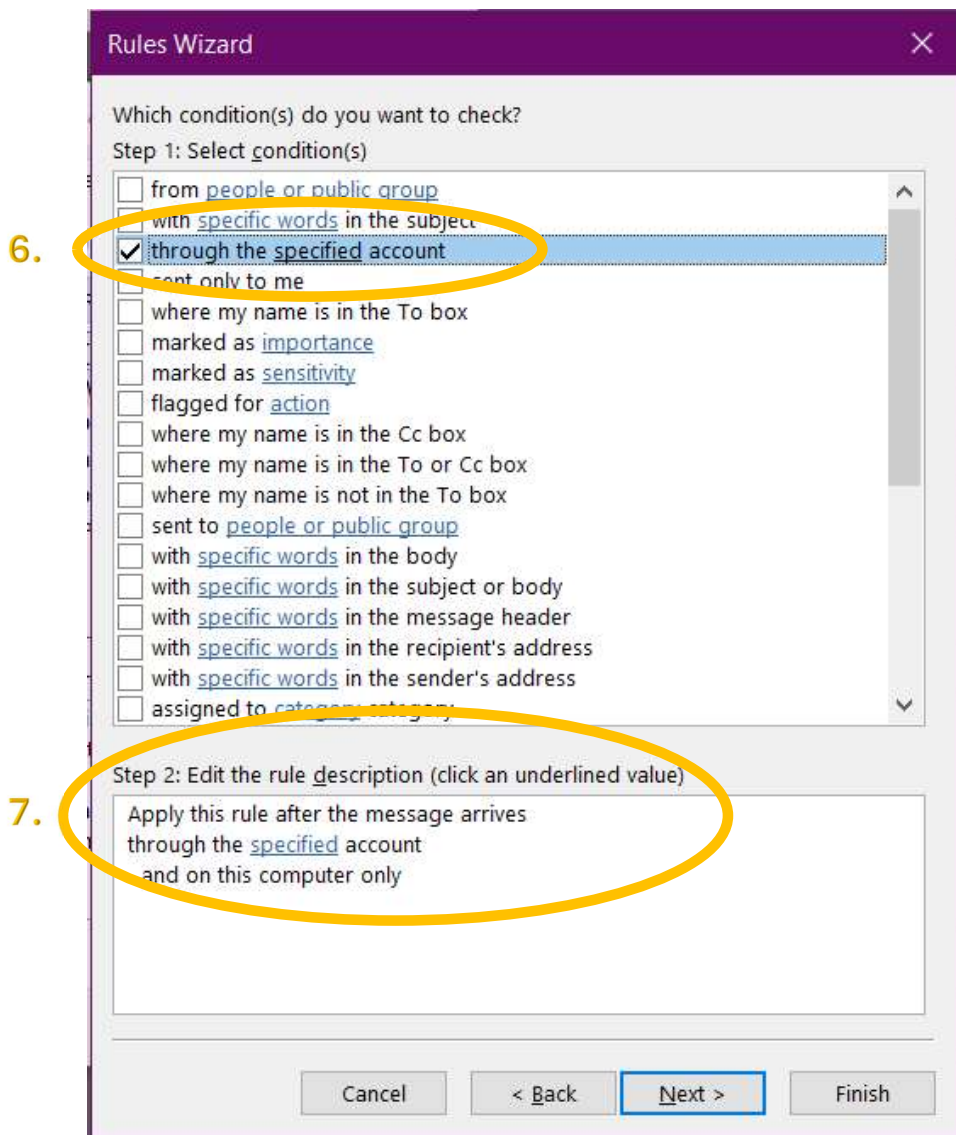 Rules Wizard
Which condition(s) do you want to check?
Step 1: Select condition(s)
from people or public group
with specific words in the subject
6.
through the specified account
sent only to me
where my name is in the To box
marked as importance
marked as sensitivity
flagged for action
where my name is in the Cc box
where my name is in the To or Cc box
where my name is not in the To box
sent to people or public group
with specific words in the body
with specific words in the subject or body
with specific words in the message header
with specific words in the recipient's address
with specific words in the sender's address
assigned to category category
Step 2: Edit the rule description (click an underlined value)
7.
Apply this rule after the message arrives
through the specified account
and on this computer only
Cancel
< Back
Next >
Finish